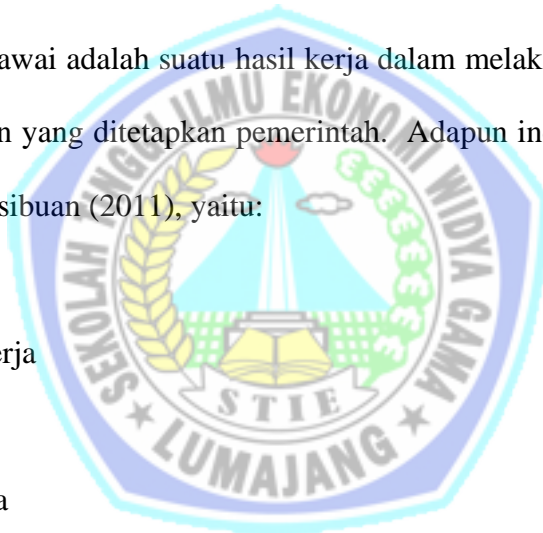 awai adalah suatu hasil kerja dalam melak
n yang ditetapkan pemerintah. Adapun in
sibuan (2011), yaitu:
erja
a
SEKOLAH TINGGI ILMU EKONOMI WIDYA GAMA
STIE
LUMAJANG